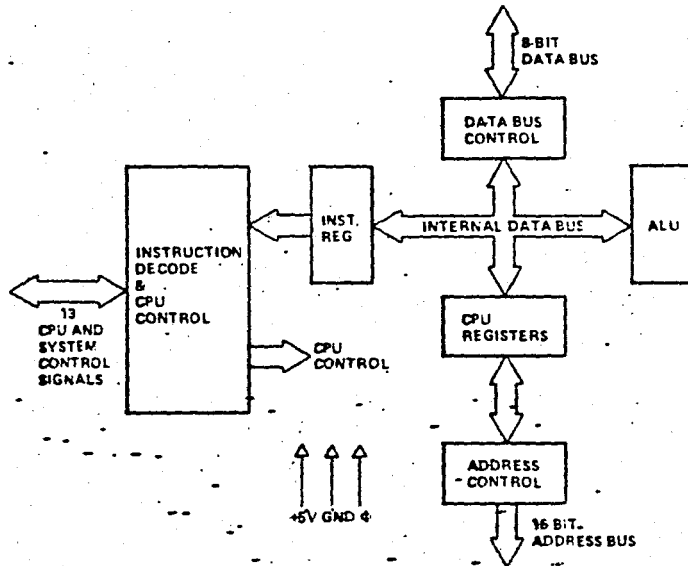 8-BIT
DATA BUS
DATA BUS
CONTROL
INST.
REG
INTERNAL DATA BUS
ALU
INSTRUCTION
DECODE
&
CPU
CONTROL
13
CPU AND
SYSTEM
CONTROL
SIGNALS
CPU
CONTROL
CPU
REGISTERS
ADDRESS
CONTROL
+5V GND Φ
16 BIT
ADDRESS BUS